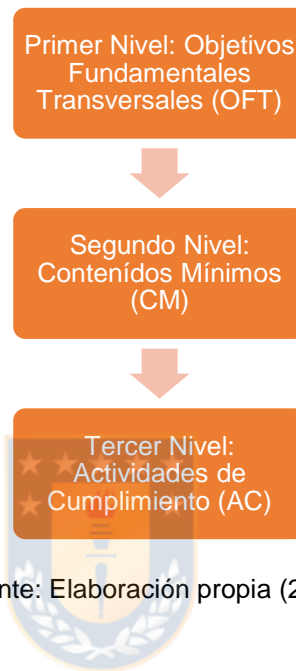 Primer Nivel: Objetivos
Fundamentales
Transversales (OFT)
Segundo Nivel:
Contenídos Mínimos
(CM)
Tercer Nivel:
Actividades de
Cumplimiento (AC)
nte: Elaboración propia (2